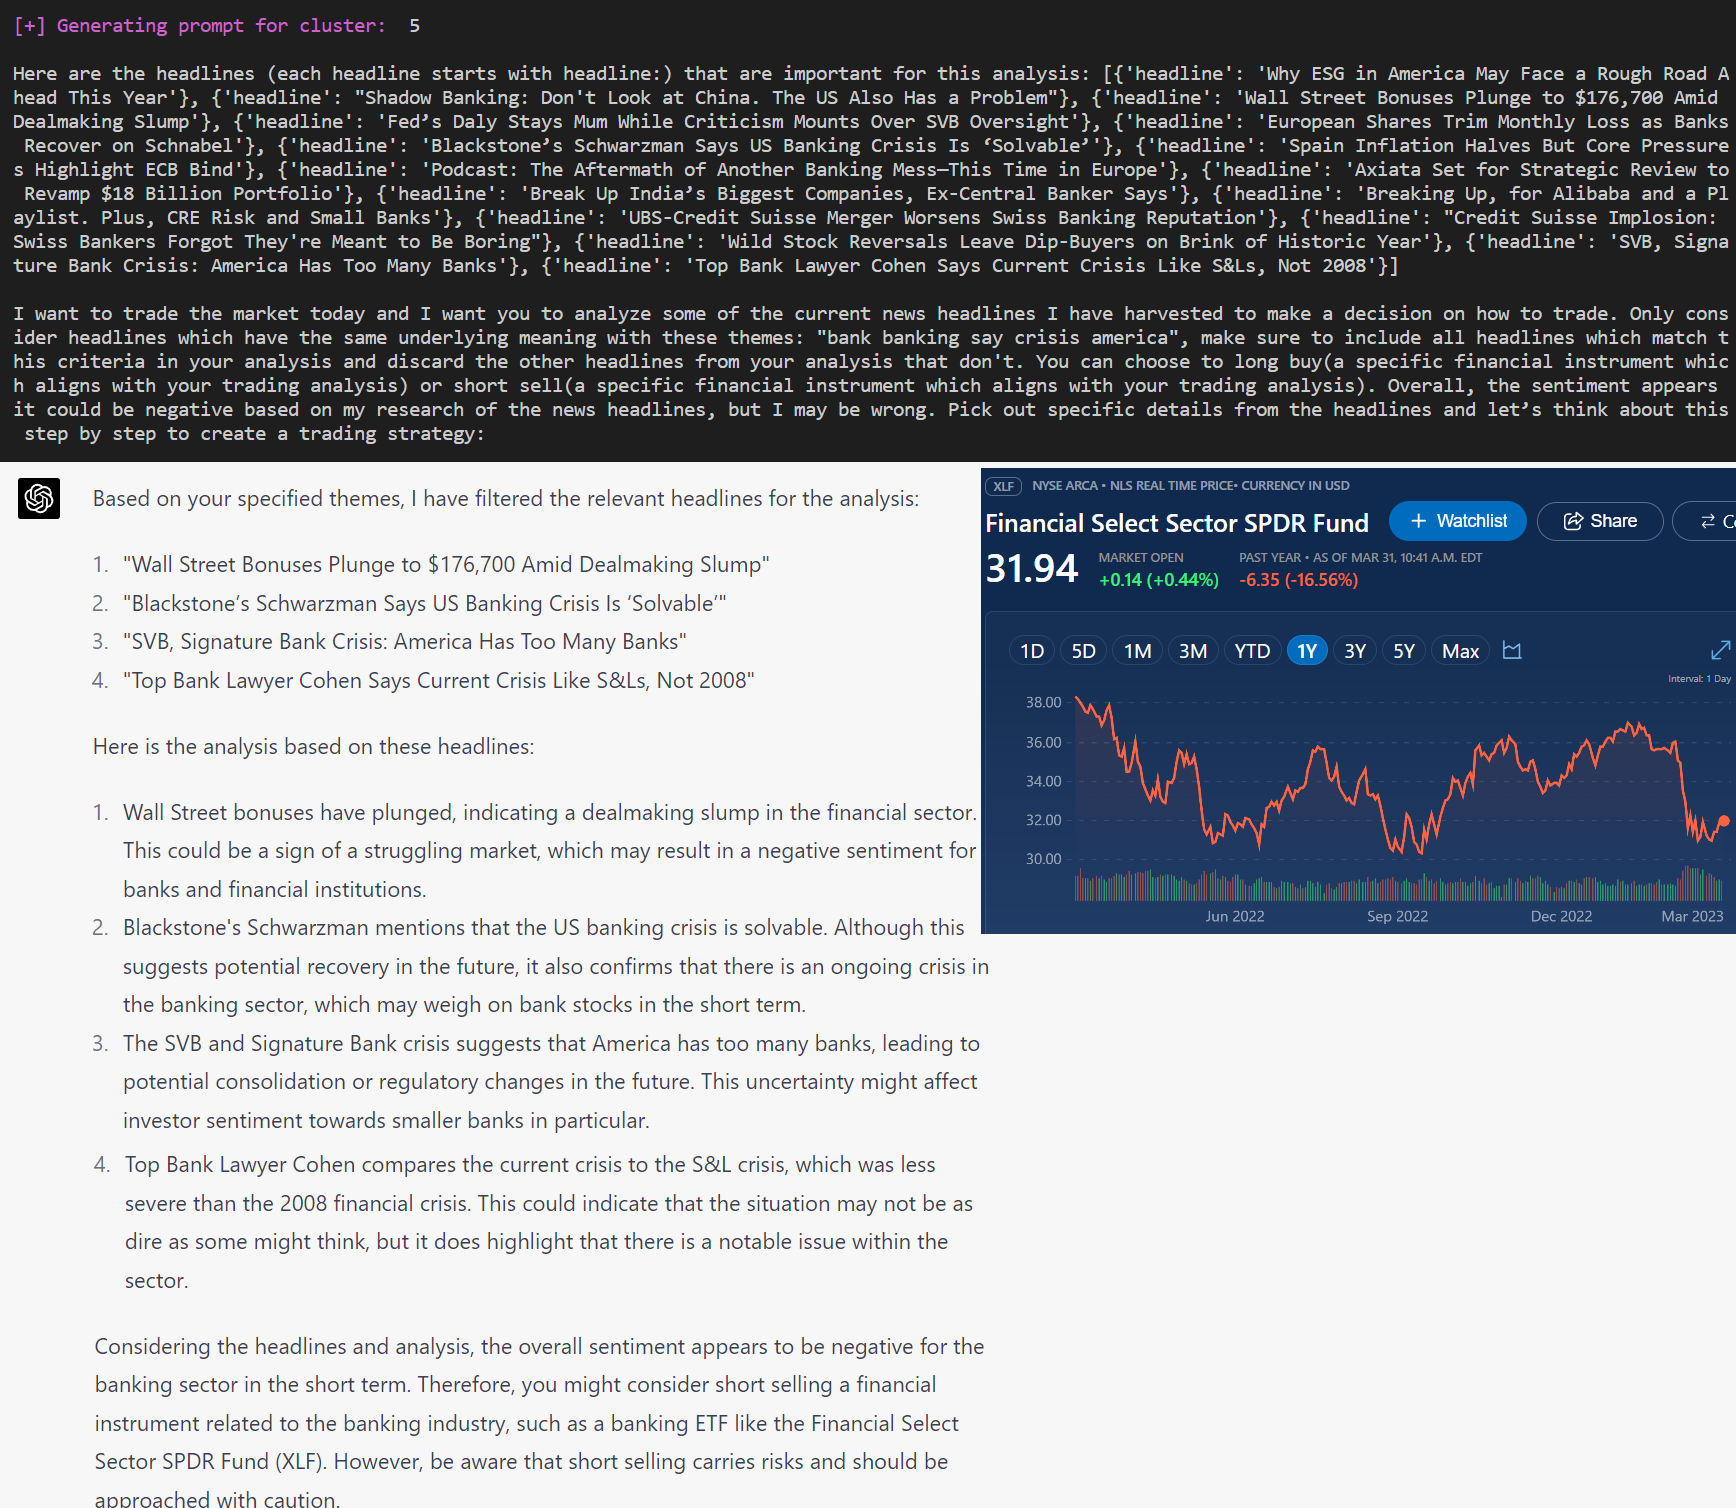 [+] Generating prompt for cluster:  5
Here are the headlines (each headline starts with headline:) that are important for this analysis: [{'headline': 'Why ESG in America May Face a Rough Road A
head This Year'}, {'headline': "Shadow Banking: Don't Look at China. The US Also Has a Problem"}, {'headline': 'Wall Street Bonuses Plunge to $176,700 Amid
Dealmaking Slump'}, {'headline': 'Fed’s Daly Stays Mum While Criticism Mounts Over SVB Oversight'}, {'headline': 'European Shares Trim Monthly Loss as Banks
Recover on Schnabel'}, {'headline': 'Blackstone’s Schwarzman Says US Banking Crisis Is ‘Solvable’'}, {'headline': 'Spain Inflation Halves But Core Pressure
s Highlight ECB Bind'}, {'headline': 'Podcast: The Aftermath of Another Banking Mess—This Time in Europe'}, {'headline': 'Axiata Set for Strategic Review to
Revamp $18 Billion Portfolio'}, {'headline': 'Break Up India’s Biggest Companies, Ex-Central Banker Says'}, {'headline': 'Breaking Up, for Alibaba and a Pl
aylist. Plus, CRE Risk and Small Banks'}, {'headline': 'UBS-Credit Suisse Merger Worsens Swiss Banking Reputation'}, {'headline': "Credit Suisse Implosion:
Swiss Bankers Forgot They're Meant to Be Boring"}, {'headline': 'Wild Stock Reversals Leave Dip-Buyers on Brink of Historic Year'}, {'headline': 'SVB, Signa
ture Bank Crisis: America Has Too Many Banks'}, {'headline': 'Top Bank Lawyer Cohen Says Current Crisis Like S&Ls, Not 2008'}]
I want to trade the market today and I want you to analyze some of the current news headlines I have harvested to make a decision on how to trade. Only cons
ider headlines which have the same underlying meaning with these themes: "bank banking say crisis america", make sure to include all headlines which match t
his criteria in your analysis and discard the other headlines from your analysis that don't. You can choose to long buy(a specific financial instrument whic
h aligns with your trading analysis) or short sell(a specific financial instrument which aligns with your trading analysis). Overall, the sentiment appears
it could be negative based on my research of the news headlines, but I may be wrong. Pick out specific details from the headlines and let’s think about this
step by step to create a trading strategy:
Based on your specified themes, I have filtered the relevant headlines for the analysis:
1. "Wall Street Bonuses Plunge to $176,700 Amid Dealmaking Slump"
2. "Blackstone’s Schwarzman Says US Banking Crisis Is ‘Solvable’"
3. "SVB, Signature Bank Crisis: America Has Too Many Banks"
4. "Top Bank Lawyer Cohen Says Current Crisis Like S&Ls, Not 2008"
Here is the analysis based on these headlines:
1. Wall Street bonuses have plunged, indicating a dealmaking slump in the financial sector.
This could be a sign of a struggling market, which may result in a negative sentiment for
banks and financial institutions.
2. Blackstone's Schwarzman mentions that the US banking crisis is solvable. Although this
suggests potential recovery in the future, it also confirms that there is an ongoing crisis in
the banking sector, which may weigh on bank stocks in the short term.
3. The SVB and Signature Bank crisis suggests that America has too many banks, leading to
potential consolidation or regulatory changes in the future. This uncertainty might affect
investor sentiment towards smaller banks in particular.
4. Top Bank Lawyer Cohen compares the current crisis to the S&L crisis, which was less
severe than the 2008 financial crisis. This could indicate that the situation may not be as
dire as some might think, but it does highlight that there is a notable issue within the
sector.
Considering the headlines and analysis, the overall sentiment appears to be negative for the
banking sector in the short term. Therefore, you might consider short selling a financial
instrument related to the banking industry, such as a banking ETF like the Financial Select
Sector SPDR Fund (XLF). However, be aware that short selling carries risks and should be
approached with caution.
XLF NYSE ARCA • NLS REAL TIME PRICE• CURRENCY IN USD
Financial Select Sector SPDR Fund + Watchlist Share Co
31.94 MARKET OPEN PAST YEAR • AS OF MAR 31, 10:41 A.M. EDT
+0.14 (+0.44%) -6.35 (-16.56%)
1D 5D 1M 3M YTD 1Y 3Y 5Y Max
Interval: 1 Day
38.00
36.00
34.00
32.00
30.00
Jun 2022 Sep 2022 Dec 2022 Mar 2023